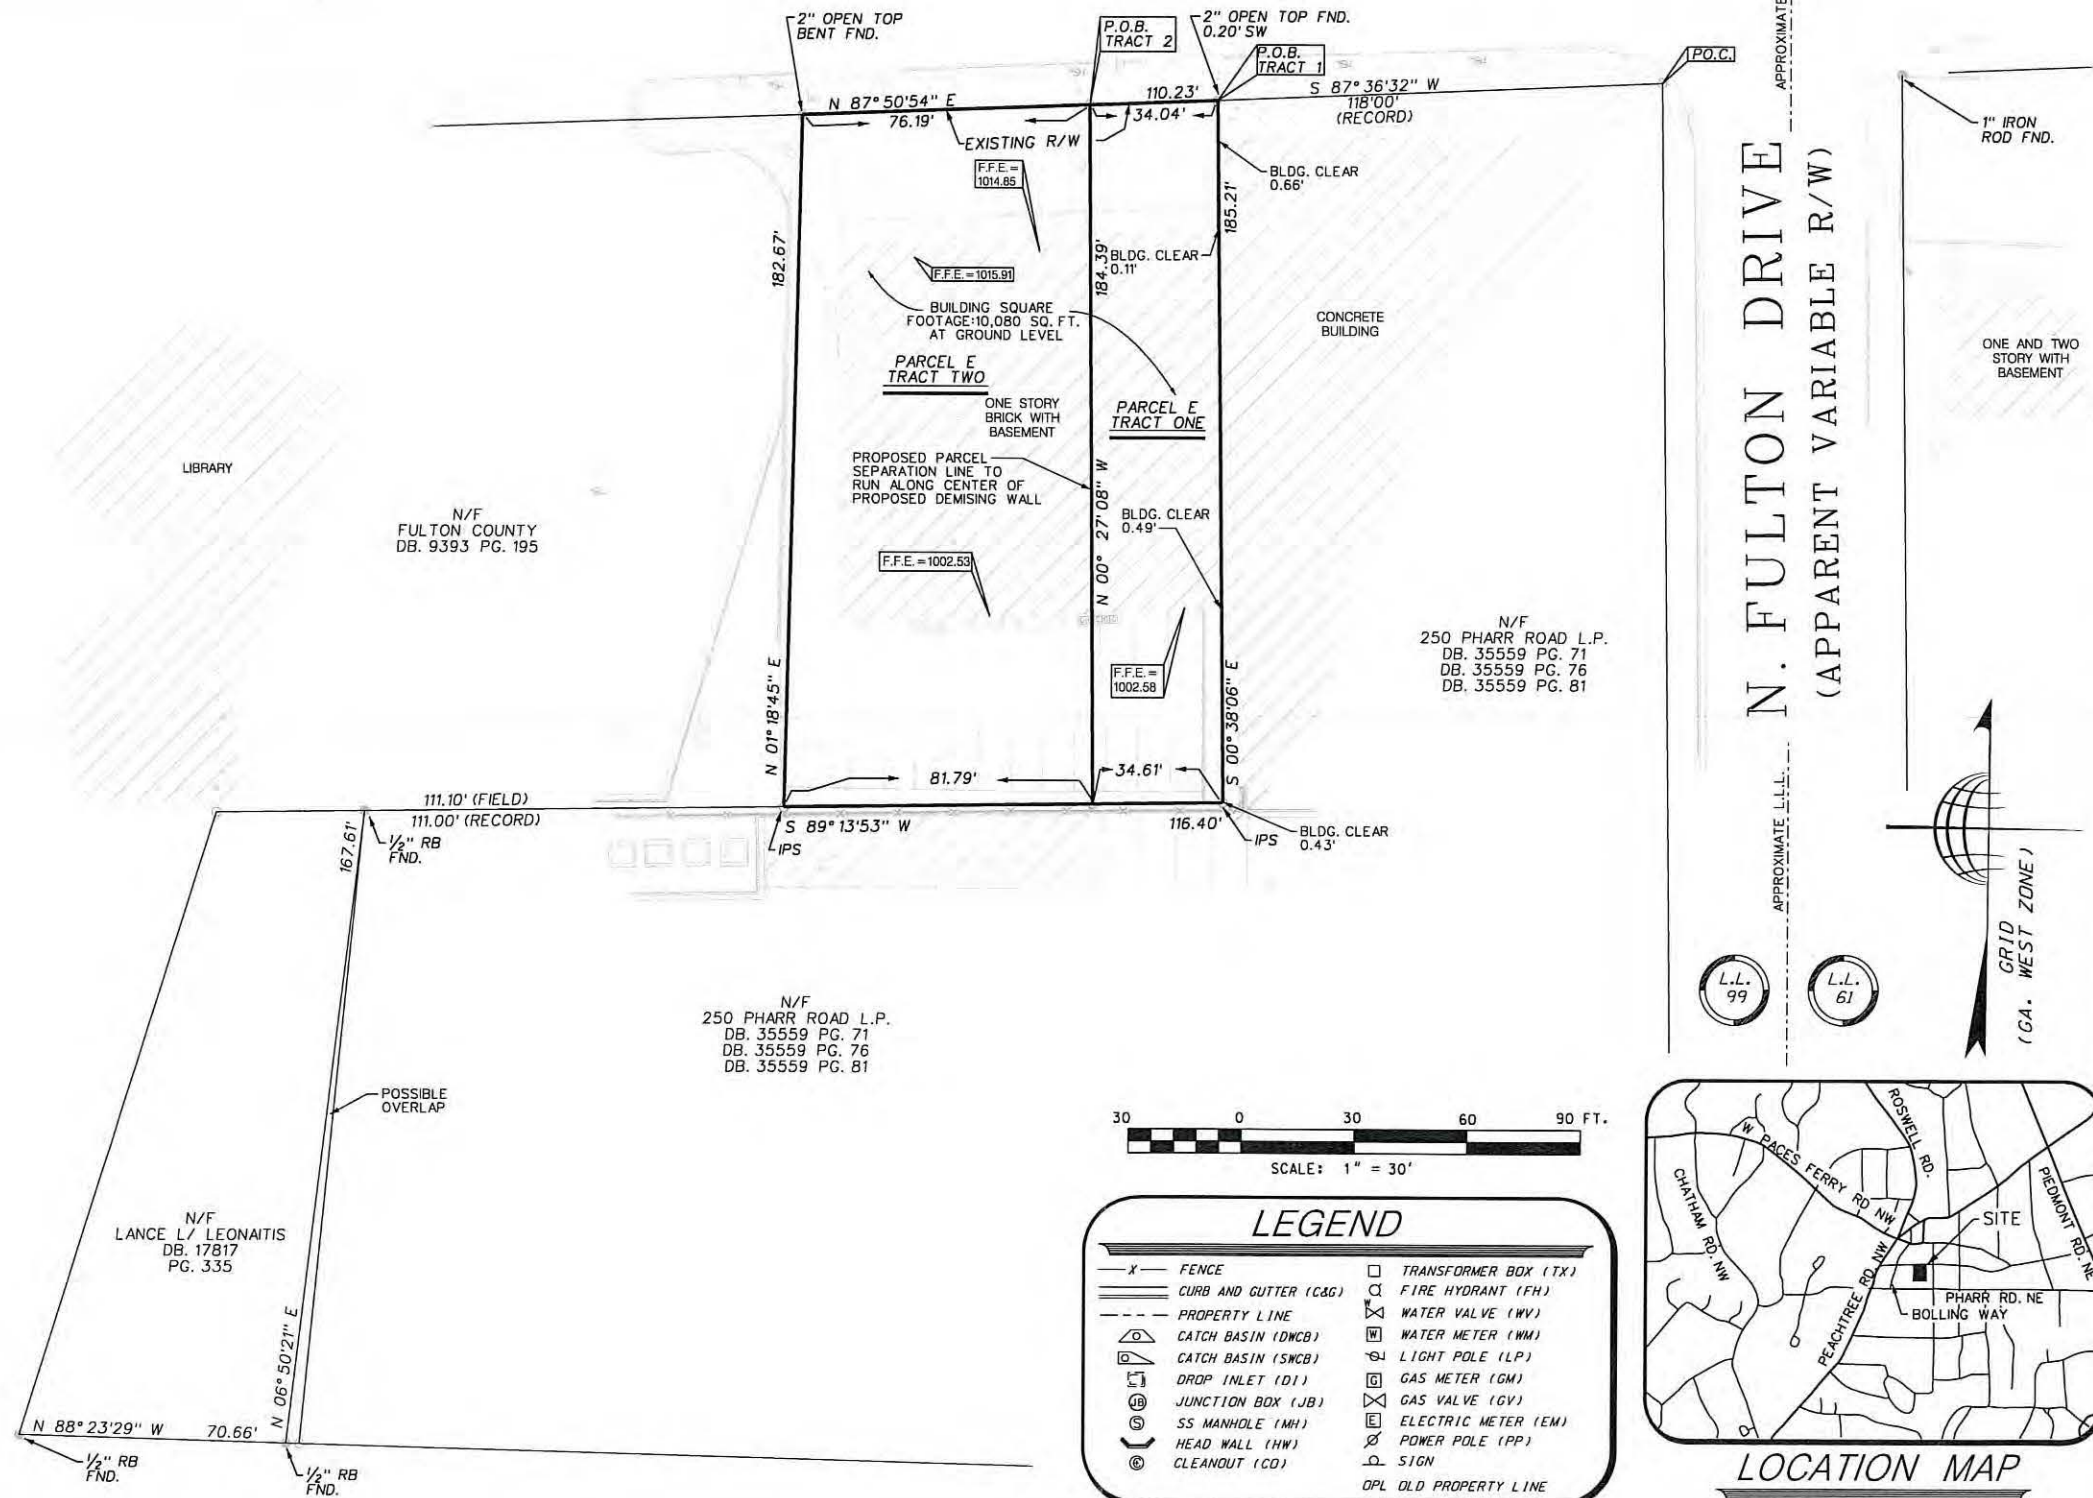 2" OPEN TOP
BENT FND.
P.O.B.
TRACT 2
2" OPEN TOP FND.
0.20' SW
P.O.B.
TRACT 1
P.O.C.
APPROXIMATE
N 87°50'54" E
76.19'
110.23'
34.04'
S 87°36'32" W
118'00'
(RECORD)
EXISTING R/W
1" IRON
ROD FND.
F.F.E.=
1014.85
BLDG. CLEAR
0.66'
182.67'
184.39'
185.21'
BLDG. CLEAR
0.11'
F.F.E.=1015.91
BUILDING SQUARE
FOOTAGE:10,080 SQ. FT.
AT GROUND LEVEL
CONCRETE
BUILDING
N. FULTON DRIVE
(APPARENT VARIABLE R/W)
ONE AND TWO
STORY WITH
BASEMENT
PARCEL E
TRACT TWO
ONE STORY
BRICK WITH
BASEMENT
PARCEL E
TRACT ONE
LIBRARY
PROPOSED PARCEL
SEPARATION LINE TO
RUN ALONG CENTER OF
PROPOSED DEMISING WALL
N/F
FULTON COUNTY
DB. 9393 PG. 195
N 00° 27'08" W
BLDG. CLEAR
0.49'
F.F.E.=1002.53
N/F
250 PHARR ROAD L.P.
DB. 35559 PG. 71
DB. 35559 PG. 76
DB. 35559 PG. 81
F.F.E.=
1002.58
N 01°18'45" E
S 00°38'06" E
81.79'
34.61'
111.10' (FIELD)
111.00' (RECORD)
S 89°13'53" W
116.40'
IPS
IPS
BLDG. CLEAR
0.43'
1/2" RB
FND.
167.61'
APPROXIMATE L.L.L.
GRID
(GA. WEST ZONE)
L.L.
99
L.L.
61
N/F
250 PHARR ROAD L.P.
DB. 35559 PG. 71
DB. 35559 PG. 76
DB. 35559 PG. 81
POSSIBLE
OVERLAP
30 0 30 60 90 FT.
SCALE: 1" = 30'
N/F
LANCE L/ LEONAITIS
DB. 17817
PG. 335
N 06°50'21" E
N 88°23'29" W
70.66'
1/2" RB
FND.
1/2" RB
FND.
LEGEND
X FENCE
CURB AND GUTTER (C&G)
PROPERTY LINE
CATCH BASIN (DWCB)
CATCH BASIN (SWCB)
DROP INLET (DI)
JB JUNCTION BOX (JB)
S SS MANHOLE (MH)
HEAD WALL (HW)
C CLEANOUT (CO)
TRANSFORMER BOX (TX)
FIRE HYDRANT (FH)
W WATER VALVE (WV)
W WATER METER (WM)
LIGHT POLE (LP)
G GAS METER (GM)
GAS VALVE (GV)
E ELECTRIC METER (EM)
POWER POLE (PP)
SIGN
OPL OLD PROPERTY LINE
ROSWELL RD.
W PACES FERRY RD NW
CHATHAM RD. NW
PIEDMONT RD. NE
SITE
PEACHTREE RD. NW
PHARR RD. NE
BOLLING WAY
LOCATION MAP